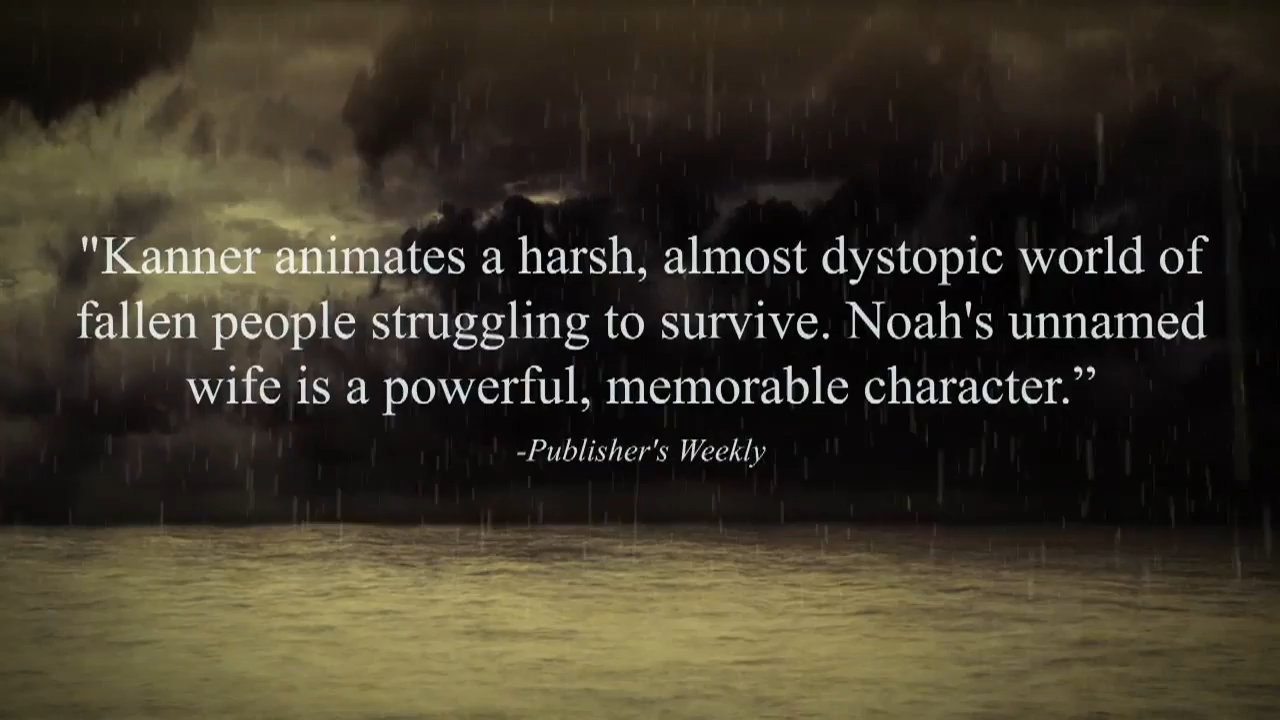 "Kanner animates a harsh, almost dystopic world of
fallen people struggling to survive. Noah's unnamed
wife is a powerful, memorable character.”
-Publisher's Weekly